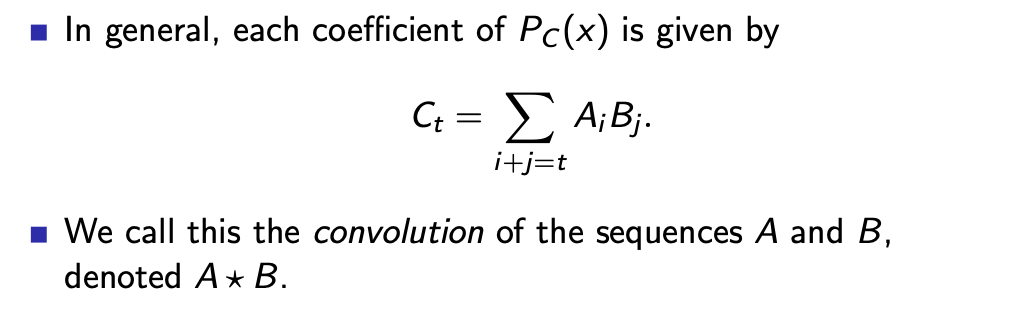 In general, each coefficient of P_C(x) is given by
C_t = ∑_{i+j=t} A_i B_j.
We call this the convolution of the sequences A and B,
denoted A ⋆ B.